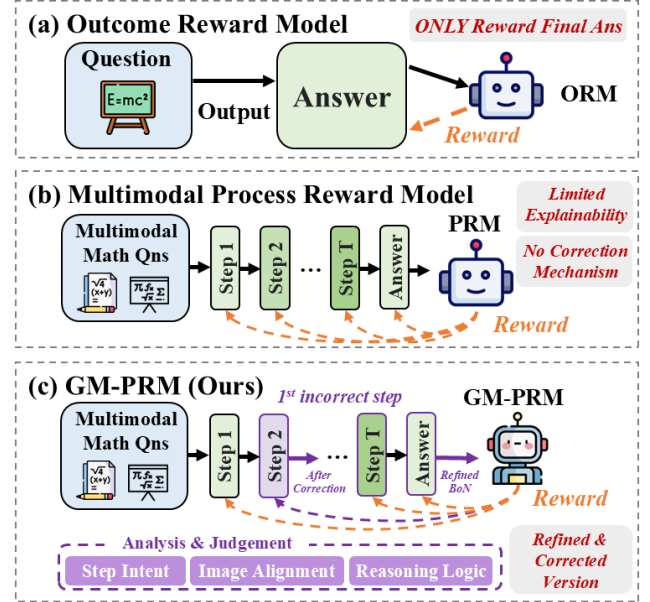 (a) Outcome Reward Model
ONLY Reward Final Ans
Question
E=mc²
Output
Answer
ORM
Reward
(b) Multimodal Process Reward Model
Limited
Explainability
No Correction
Mechanism
Multimodal
Math Qns
Step 1
Step 2
...
Step T
Answer
PRM
Reward
(c) GM-PRM (Ours)
1st incorrect step
GM-PRM
Multimodal
Math Qns
Step 1
Step 2
After
Correction
...
Step T
Answer
Refined
BoN
Reward
Analysis & Judgement
Step Intent
Image Alignment
Reasoning Logic
Refined &
Corrected
Version